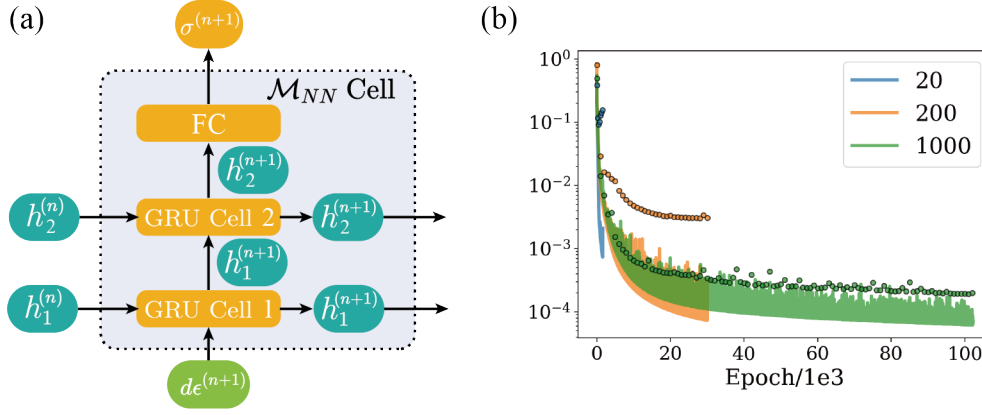 (a)
σ^(n+1)
M_NN Cell
FC
h_2^(n+1)
h_2^(n)
GRU Cell 2
h_2^(n+1)
h_1^(n+1)
h_1^(n)
GRU Cell 1
h_1^(n+1)
dϵ^(n+1)
(b)
10^0
10^-1
10^-2
10^-3
10^-4
20
200
1000
0
20
40
60
80
100
Epoch/1e3